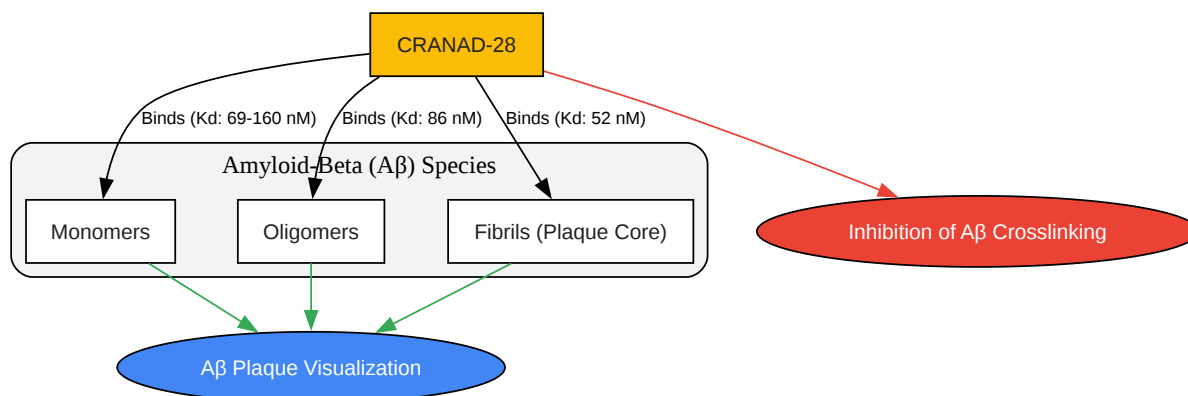 CRANAD-28
Binds (Kd: 69-160 nM)
Binds (Kd: 86 nM)
Binds (Kd: 52 nM)
Amyloid-Beta (Aβ) Species
Monomers
Oligomers
Fibrils (Plaque Core)
Inhibition of Aβ Crosslinking
Aβ Plaque Visualization